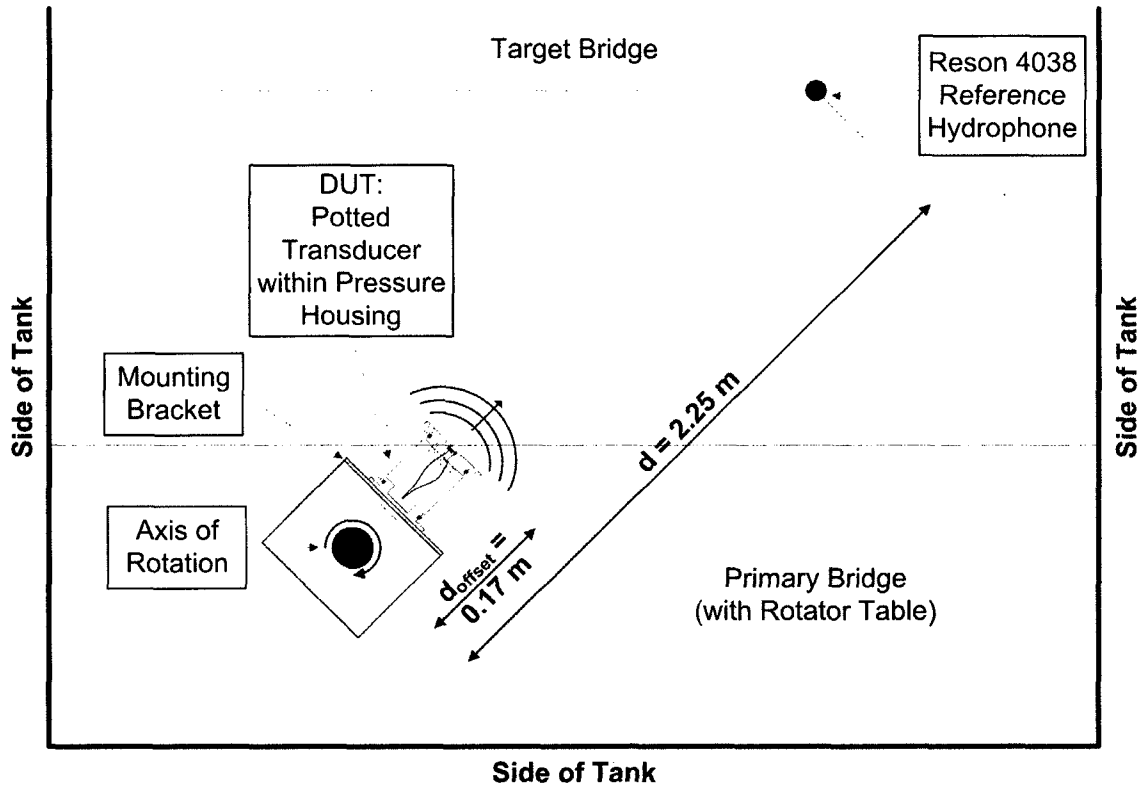 Target Bridge
Reson 4038
Reference
Hydrophone
DUT:
Potted
Transducer
within Pressure
Housing
Mounting
Bracket
Axis of
Rotation
d = 2.25 m
doffset =
0.17 m
Primary Bridge
(with Rotator Table)
Side of Tank
Side of Tank
Side of Tank